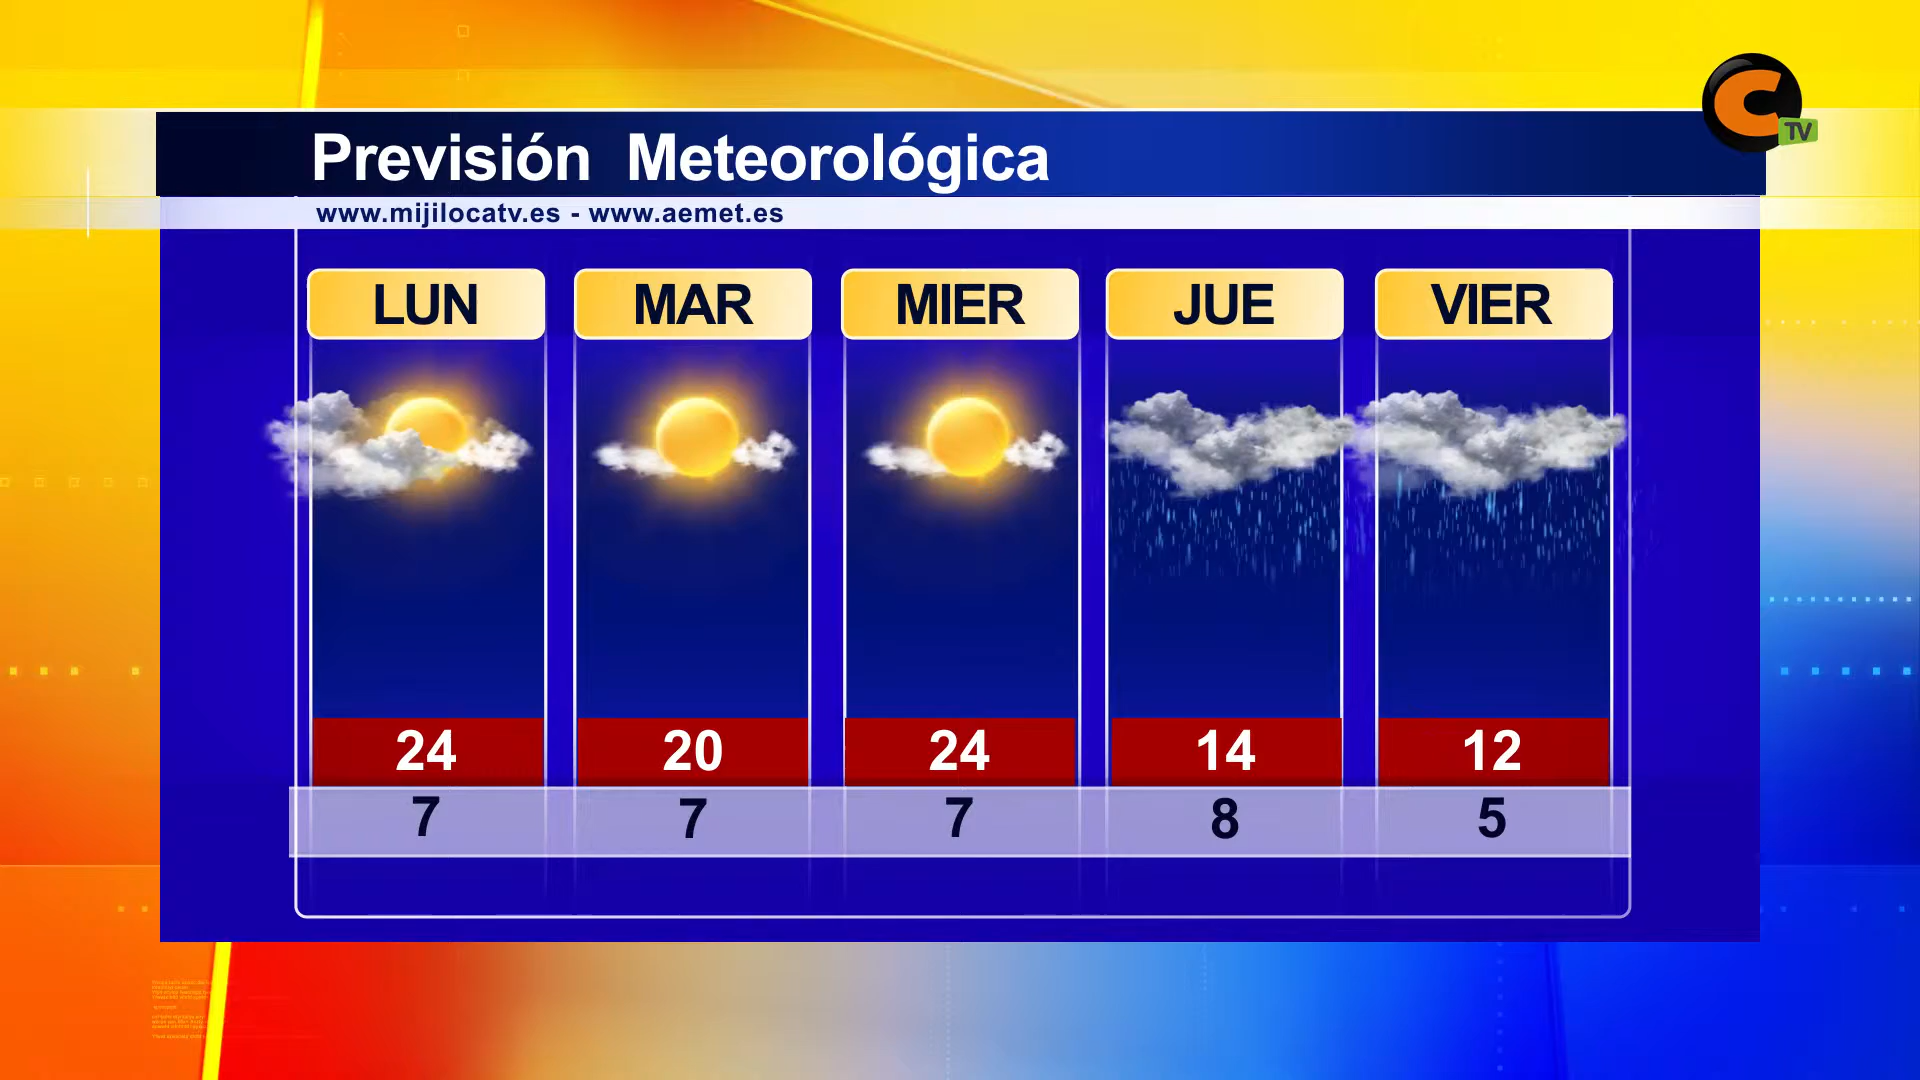 Previsión Meteorológica
www.mijilocatv.es - www.aemet.es
C TV
LUN MAR MIER JUE VIER
24 20 24 14 12
7 7 7 8 5